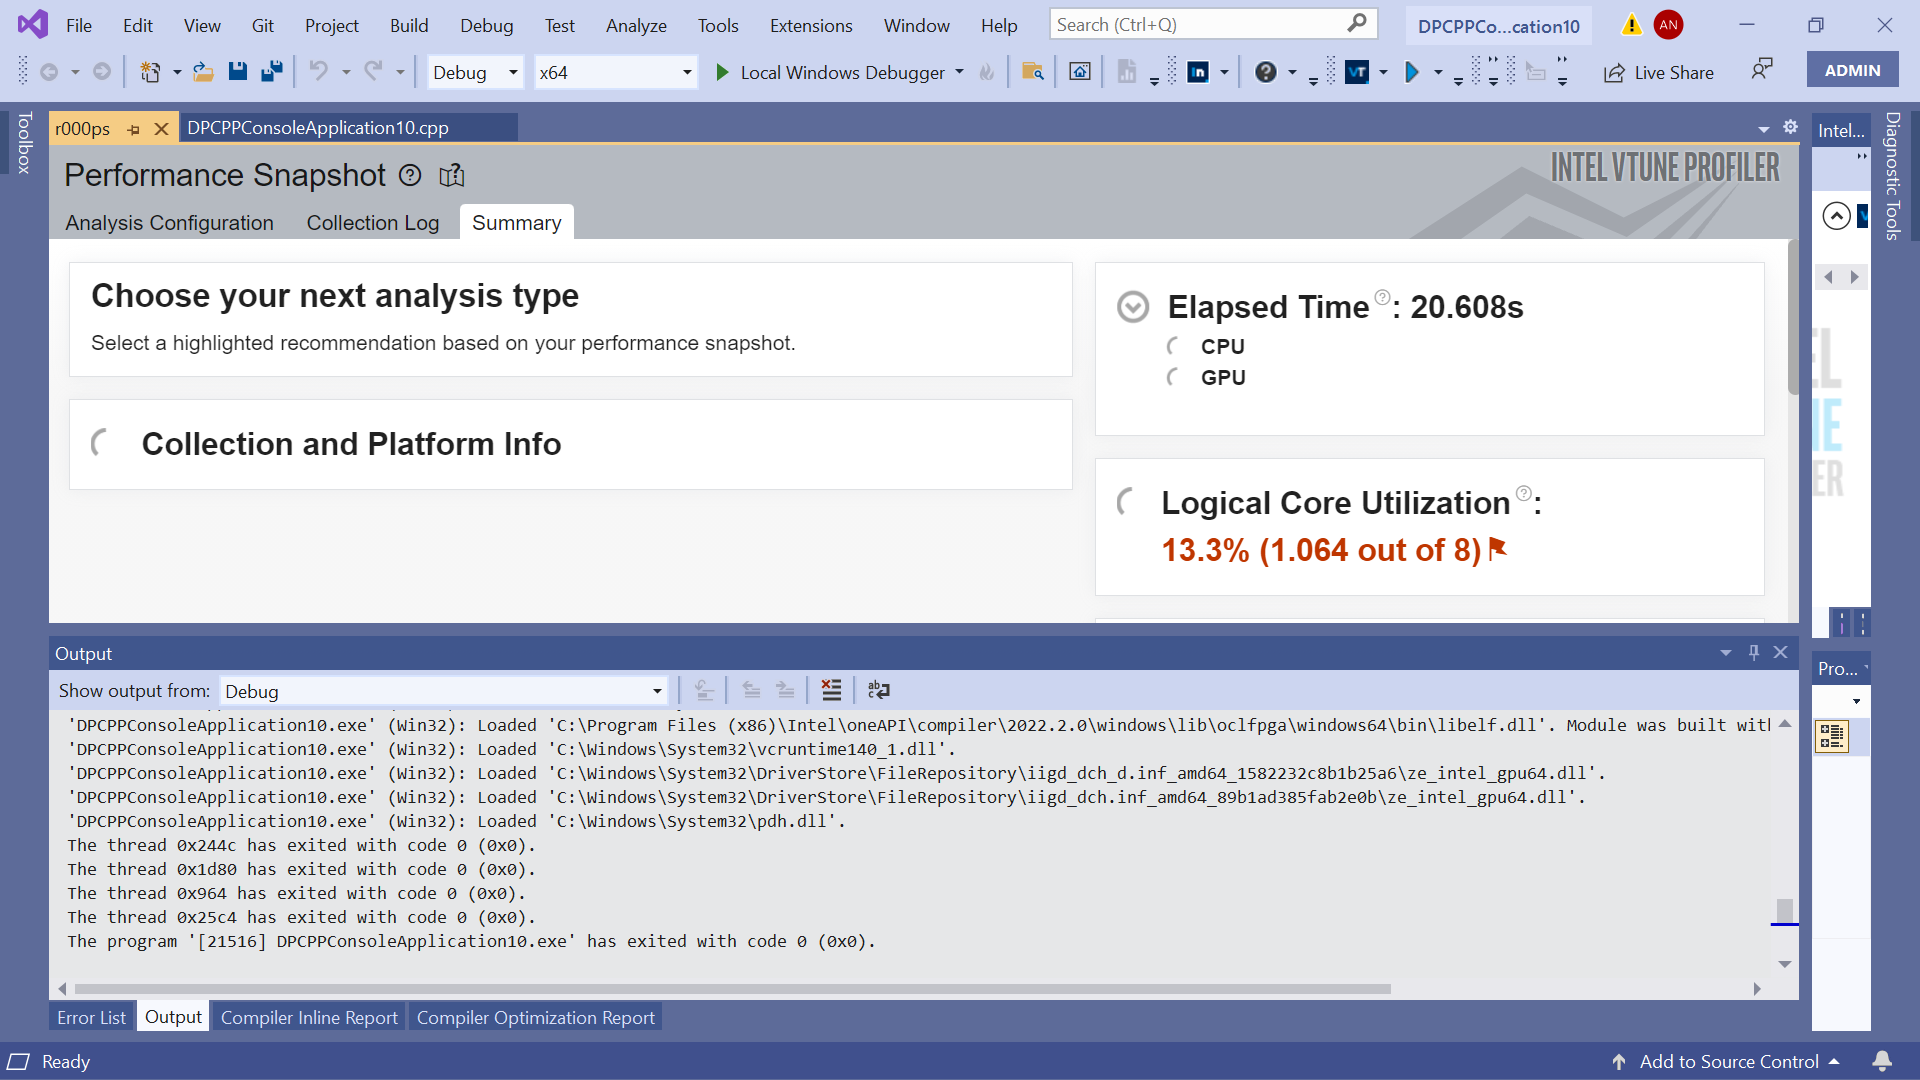 File Edit View Git Project Build Debug Test Analyze Tools Extensions Window Help Search (Ctrl+Q) DPCPPCo...cation10 AN
Debug x64 Local Windows Debugger In VT Live Share ADMIN
Toolbox
r000ps DPCPPConsoleApplication10.cpp
Performance Snapshot
INTEL VTUNE PROFILER
Analysis Configuration Collection Log Summary
Choose your next analysis type
Select a highlighted recommendation based on your performance snapshot.
Collection and Platform Info
Elapsed Time : 20.608s
CPU
GPU
Logical Core Utilization :
13.3% (1.064 out of 8)
Intel...
Diagnostic Tools
Pro...
Output
Show output from: Debug
'DPCPPConsoleApplication10.exe' (Win32): Loaded 'C:\Program Files (x86)\Intel\oneAPI\compiler\2022.2.0\windows\lib\oclfpga\windows64\bin\libelf.dll'. Module was built with
'DPCPPConsoleApplication10.exe' (Win32): Loaded 'C:\Windows\System32\vcruntime140_1.dll'.
'DPCPPConsoleApplication10.exe' (Win32): Loaded 'C:\Windows\System32\DriverStore\FileRepository\iigd_dch_d.inf_amd64_1582232c8b1b25a6\ze_intel_gpu64.dll'.
'DPCPPConsoleApplication10.exe' (Win32): Loaded 'C:\Windows\System32\DriverStore\FileRepository\iigd_dch.inf_amd64_89b1ad385fab2e0b\ze_intel_gpu64.dll'.
'DPCPPConsoleApplication10.exe' (Win32): Loaded 'C:\Windows\System32\pdh.dll'.
The thread 0x244c has exited with code 0 (0x0).
The thread 0x1d80 has exited with code 0 (0x0).
The thread 0x964 has exited with code 0 (0x0).
The thread 0x25c4 has exited with code 0 (0x0).
The program '[21516] DPCPPConsoleApplication10.exe' has exited with code 0 (0x0).
Error List Output Compiler Inline Report Compiler Optimization Report
Ready Add to Source Control